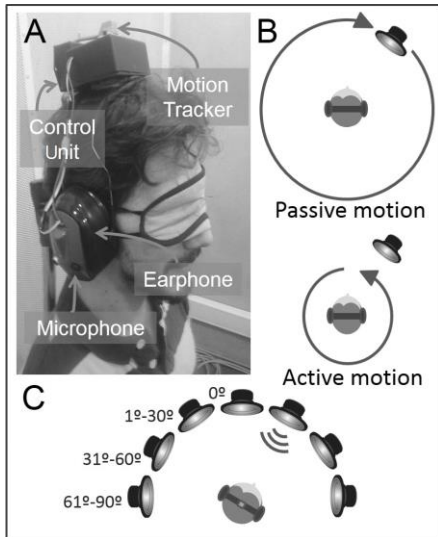 A
Motion
Tracker
Control
Unit
Earphone
Microphone
B
Passive motion
Active motion
C
0º
1º-30º
31º-60º
61º-90º